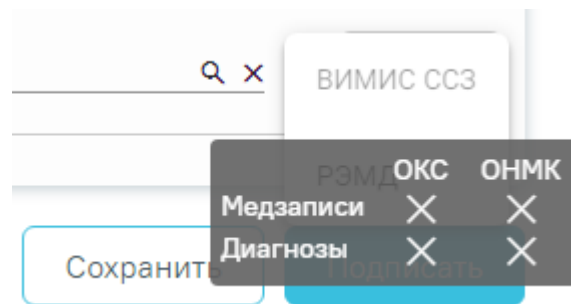 ВИМИС ССЗ
РЭМД
ОКС ОНМК
Медзаписи
Диагнозы
Сохранить
Подписать